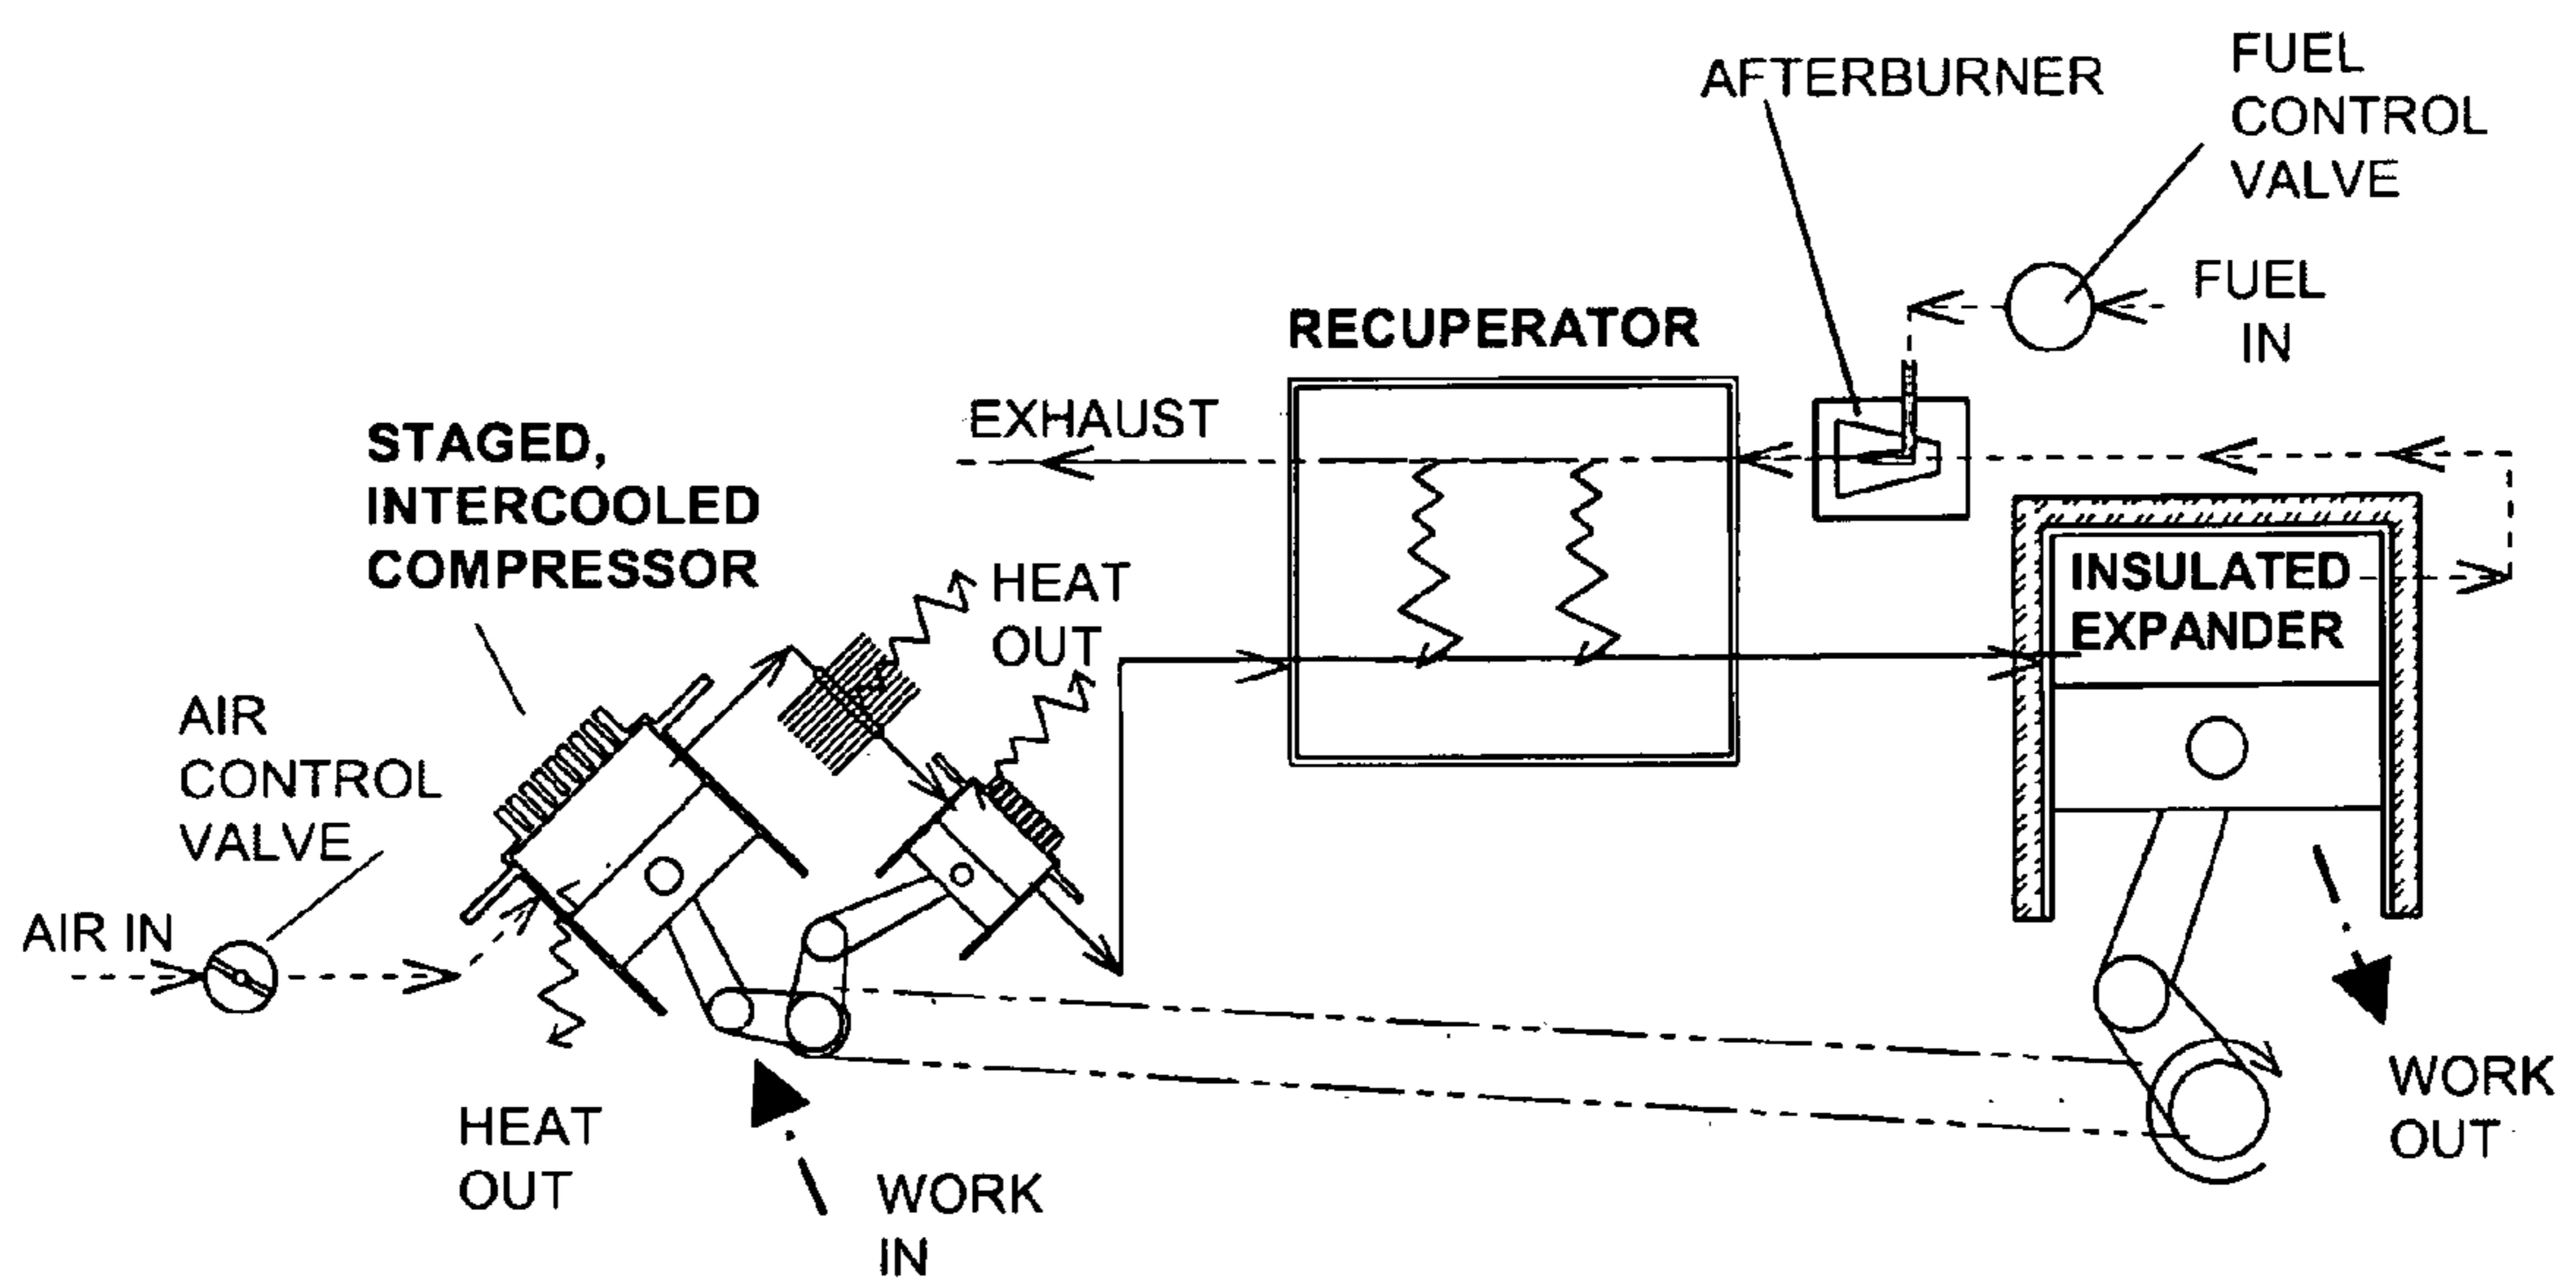 AFTERBURNER
FUEL
CONTROL
VALVE
FUEL
IN
RECUPERATOR
EXHAUST
STAGED,
INTERCOOLED
COMPRESSOR
HEAT
OUT
INSULATED
EXPANDER
AIR
CONTROL
VALVE
AIR IN
HEAT
OUT
WORK
IN
WORK
OUT